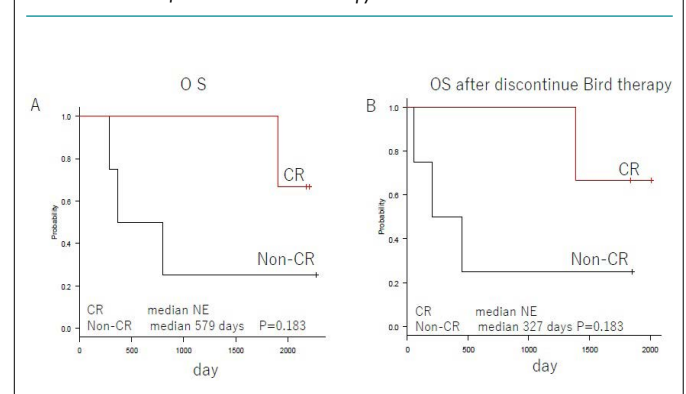 O S
A
1.0
0.8
0.6
0.4
0.2
0.0
Probability
CR
Non-CR
CR median NE
Non-CR median 579 days P=0.183
0 500 1000 1500 2000
day
OS after discontinue Bird therapy
B
1.0
0.8
0.6
0.4
0.2
0.0
Probability
CR
Non-CR
CR median NE
Non-CR median 327 days P=0.183
0 500 1000 1500 2000
day